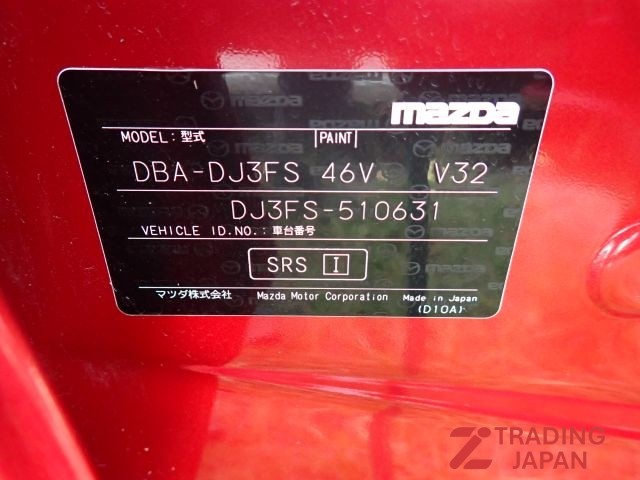 mazda
MODEL: 型式 PAINT
DBA-DJ3FS 46V V32
DJ3FS-510631
VEHICLE ID.NO.: 車台番号
SRS I
マツダ株式会社 Mazda Motor Corporation Made in Japan
(D10A)
TRADING
JAPAN